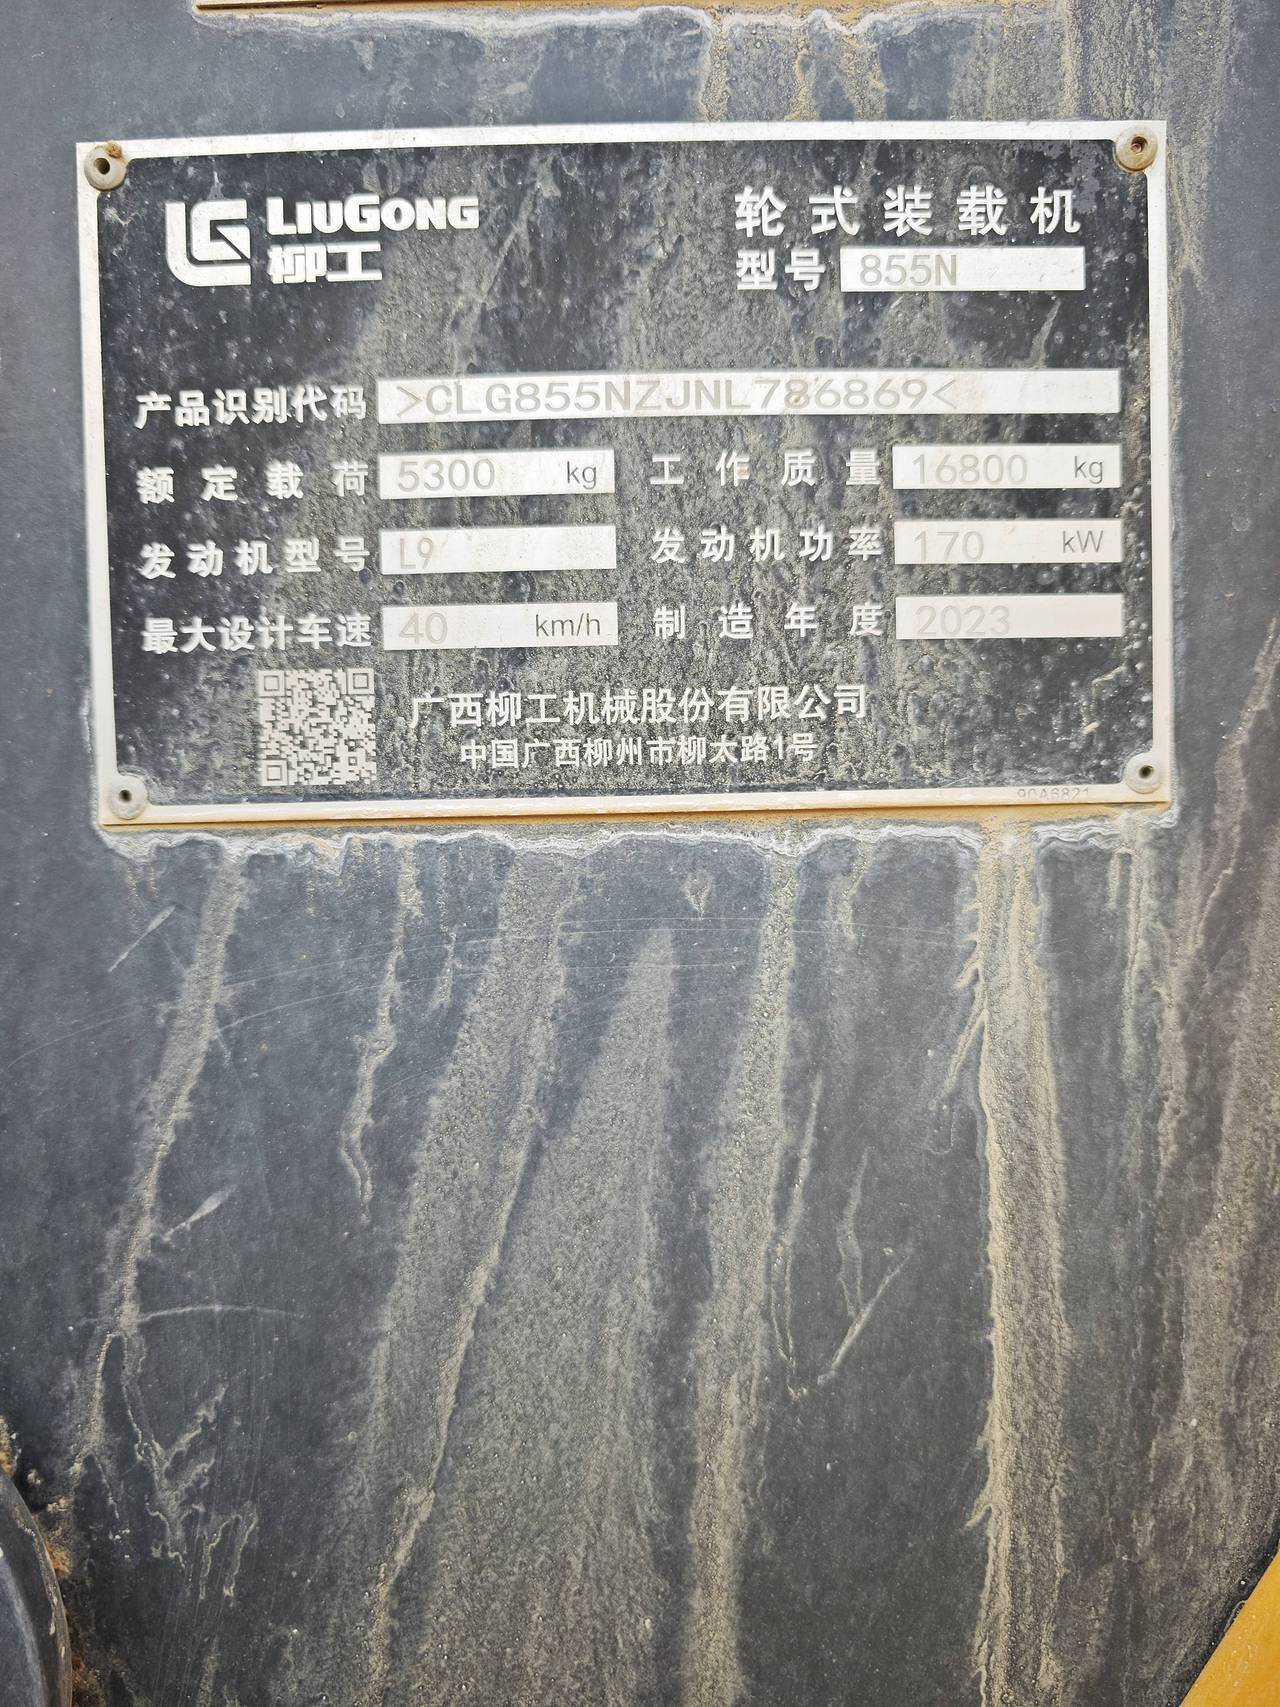 LIUGONG
柳工
轮式装载机
型号 855N
产品识别代码 >CLG855NZJNL786869<
额定载荷 5300 kg 工作质量 16800 kg
发动机型号 L9 发动机功率 170 kW
最大设计车速 40 km/h 制造年度 2023
广西柳工机械股份有限公司
中国广西柳州市柳太路1号
90A6821